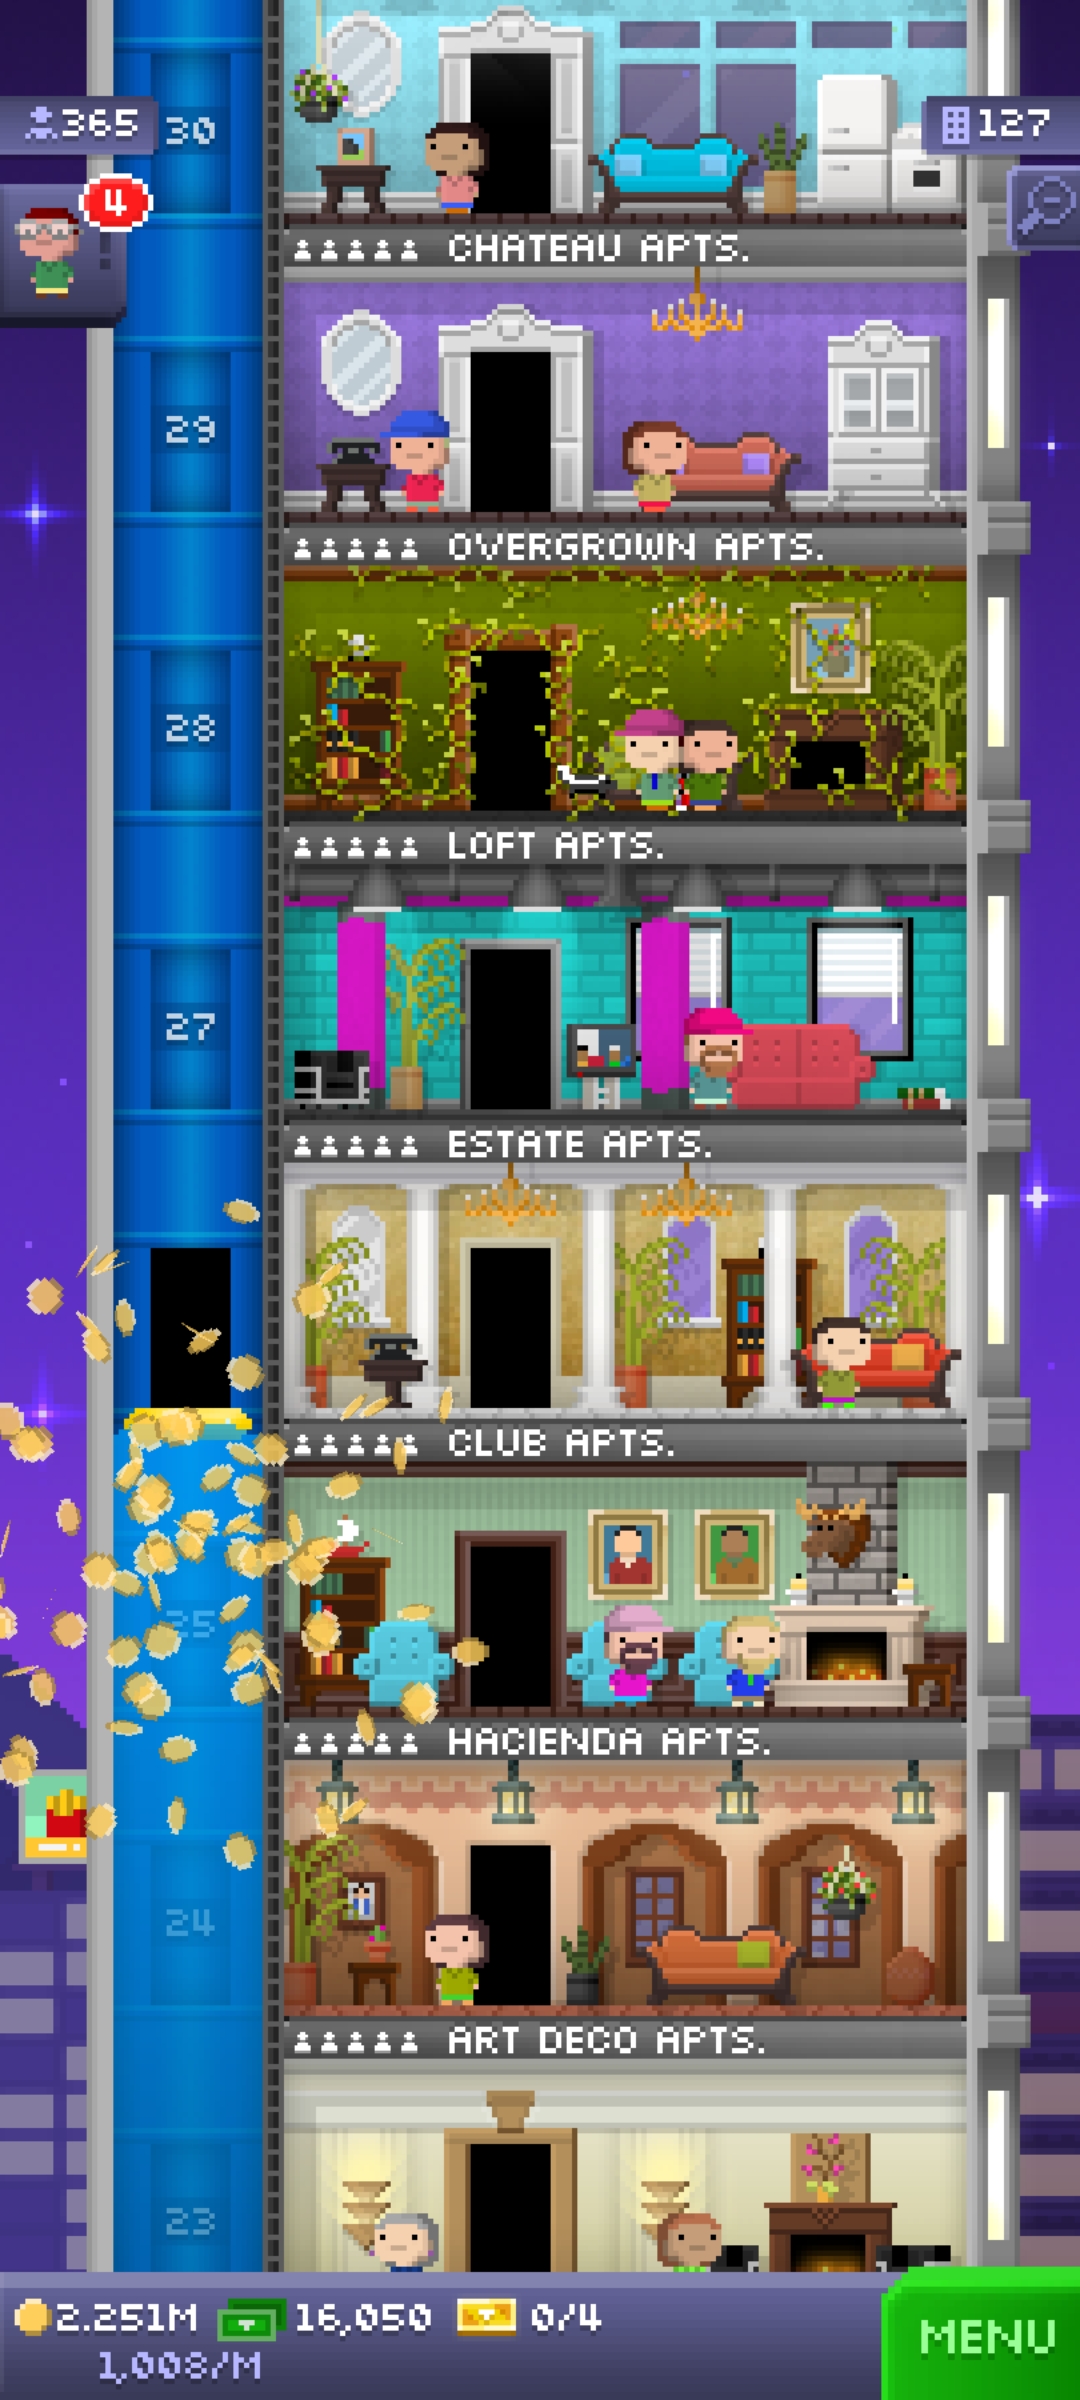 365
30
127
4
CHATEAU APTS.
29
OVERGROWN APTS.
28
LOFT APTS.
27
ESTATE APTS.
CLUB APTS.
25
HACIENDA APTS.
24
ART DECO APTS.
23
2.251M 16,050 0/4
1,008/M
MENU